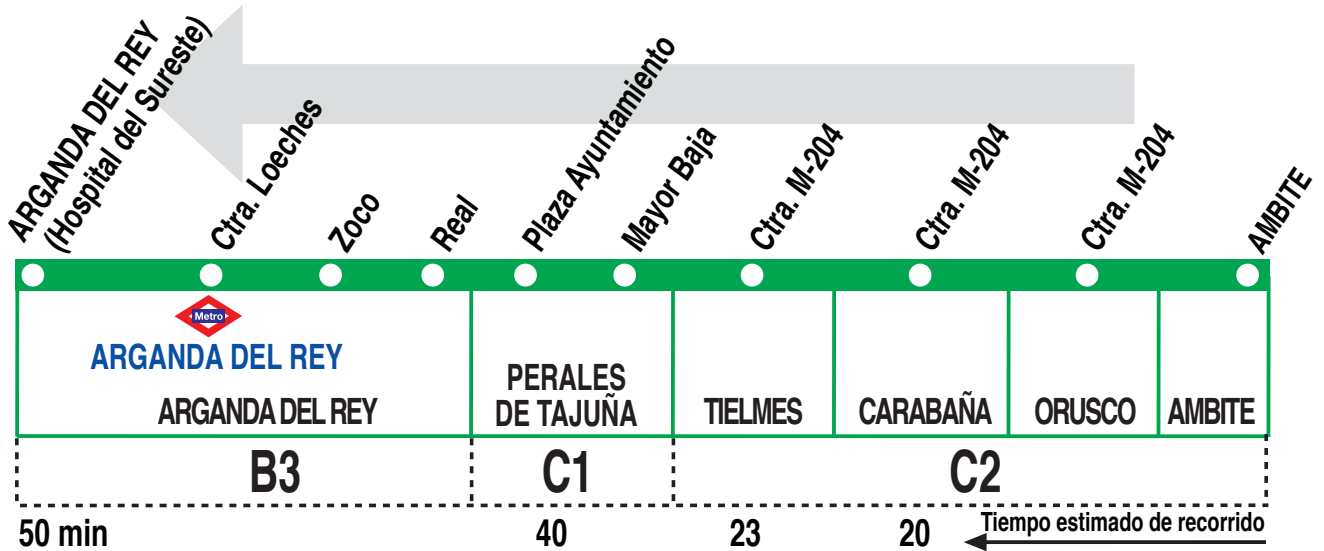 ARGANDA DEL REY
(Hospital del Sureste)
Ctra. Loeches
Zoco
Real
Plaza Ayuntamiento
Mayor Baja
Ctra. M-204
Ctra. M-204
Ctra. M-204
AMBITE
Metro
ARGANDA DEL REY
ARGANDA DEL REY
PERALES
DE TAJUÑA
TIELMES
CARABAÑA
ORUSCO
AMBITE
B3
C1
C2
50 min
40
23
20
Tiempo estimado de recorrido